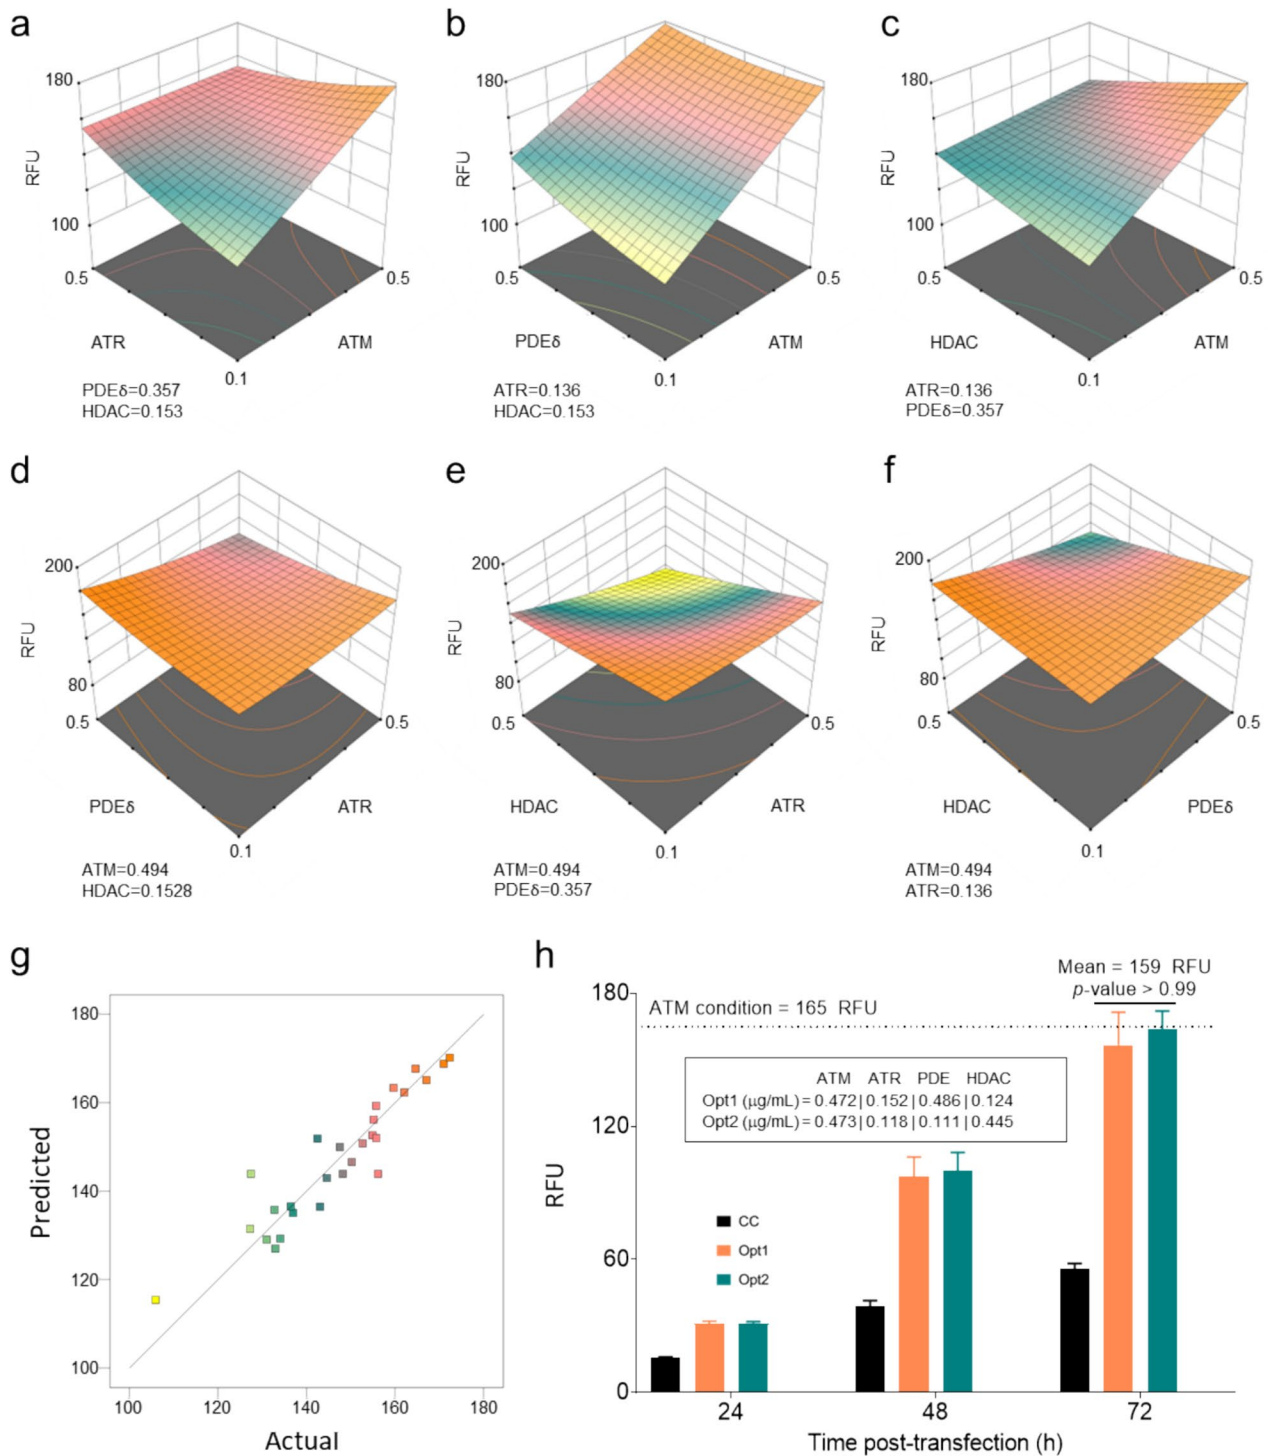 a
180
RFU
100
0.5
0.5
ATR
ATM
0.1
PDEδ=0.357
HDAC=0.153
b
180
RFU
100
0.5
0.5
PDEδ
ATM
0.1
ATR=0.136
HDAC=0.153
c
180
RFU
100
0.5
0.5
HDAC
ATM
0.1
ATR=0.136
PDEδ=0.357
d
200
RFU
80
0.5
0.5
PDEδ
ATR
0.1
ATM=0.494
HDAC=0.1528
e
200
RFU
80
0.5
0.5
HDAC
ATR
0.1
ATM=0.494
PDEδ=0.357
f
200
RFU
80
0.5
0.5
HDAC
PDEδ
0.1
ATM=0.494
ATR=0.136
g
180
160
140
120
100
Predicted
100 120 140 160 180
Actual
h
Mean = 159 RFU
p-value > 0.99
180
ATM condition = 165 RFU
ATM ATR PDE HDAC
Opt1 (μg/mL) = 0.472 | 0.152 | 0.486 | 0.124
Opt2 (μg/mL) = 0.473 | 0.118 | 0.111 | 0.445
120
RFU
CC
Opt1
Opt2
60
0
24 48 72
Time post-transfection (h)